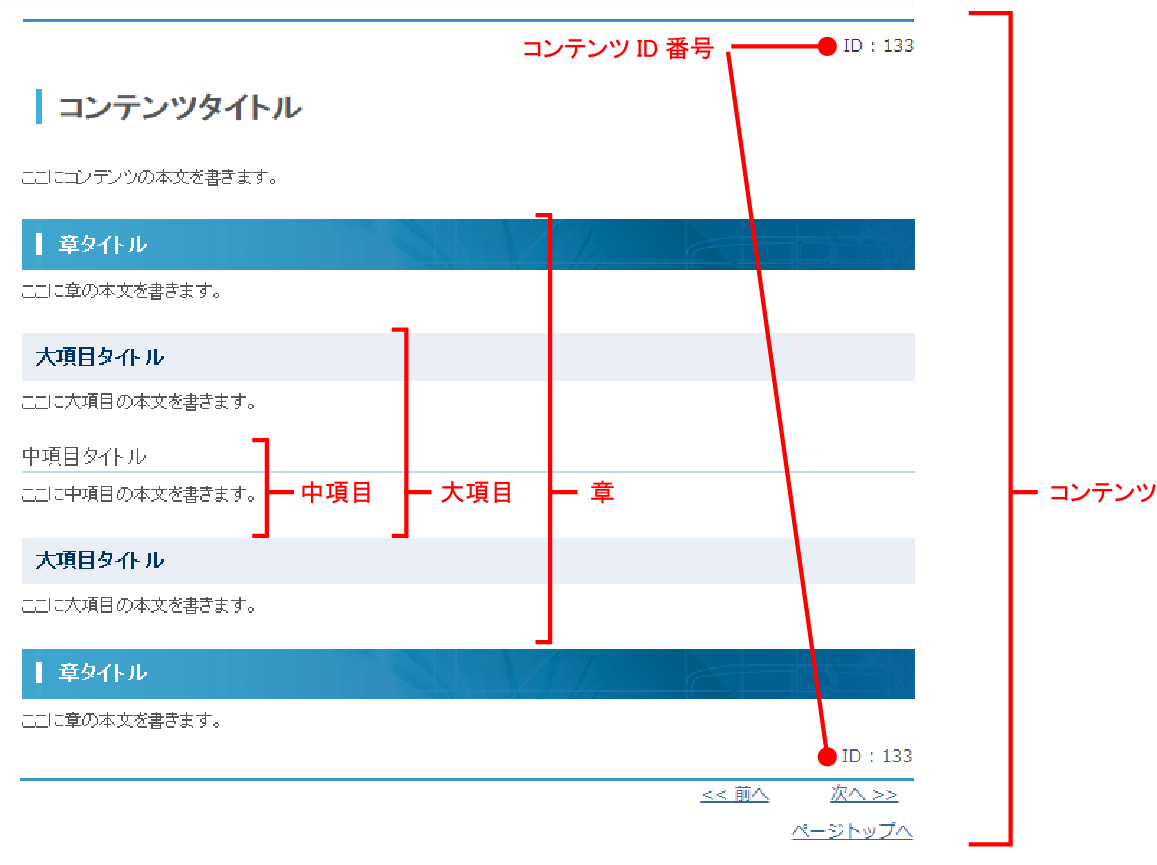 コンテンツ ID 番号
ID : 133
コンテンツタイトル
ここにコンテンツの本文を書きます。
章タイトル
ここに章の本文を書きます。
大項目タイトル
ここに大項目の本文を書きます。
中項目タイトル
ここに中項目の本文を書きます。
中項目
大項目
章
コンテンツ
大項目タイトル
ここに大項目の本文を書きます。
章タイトル
ここに章の本文を書きます。
ID : 133
<< 前へ 次へ >>
ページトップへ